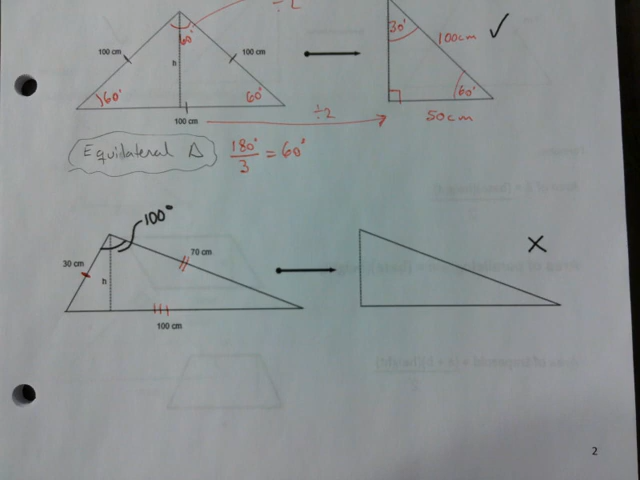 ÷2
60°
100 cm
100 cm
h
60°
60°
100 cm
÷2
30°
100cm
60°
50cm
Equilateral Δ
180°
3
= 60°
100°
30 cm
70 cm
h
100 cm
2